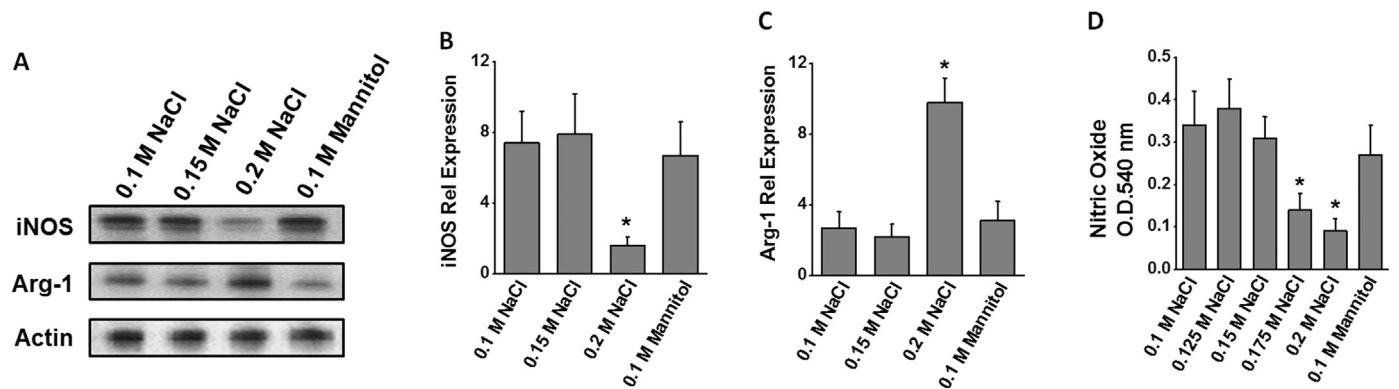 A
0.1 M NaCl
0.15 M NaCl
0.2 M NaCl
0.1 M Mannitol
iNOS
Arg-1
Actin
B
iNOS Rel Expression
12
8
4
0
*
0.1 M NaCl
0.15 M NaCl
0.2 M NaCl
0.1 M Mannitol
C
Arg-1 Rel Expression
12
8
4
0
*
0.1 M NaCl
0.15 M NaCl
0.2 M NaCl
0.1 M Mannitol
D
Nitric Oxide
O.D.540 nm
0.5
0.4
0.3
0.2
0.1
0.0
*
*
0.1 M NaCl
0.125 M NaCl
0.15 M NaCl
0.175 M NaCl
0.2 M NaCl
0.1 M Mannitol